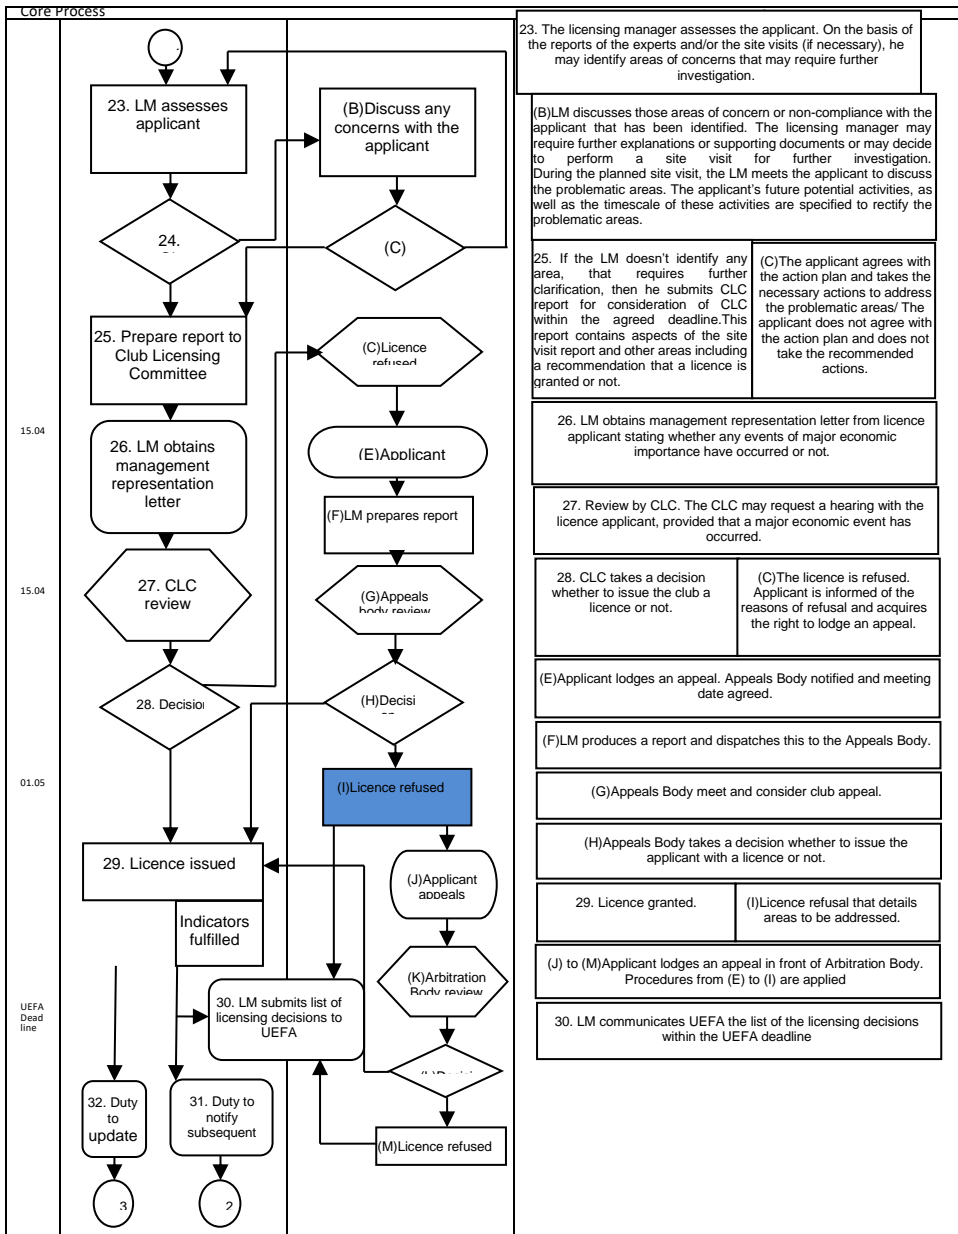 Core Process
23. LM assesses
applicant
24.
25. Prepare report to
Club Licensing
Committee
15.04
26. LM obtains
management
representation
letter
27. CLC
review
15.04
28. Decision
01.05
29. Licence issued
Indicators
fulfilled
UEFA
Dead
line
30. LM submits list of
licensing decisions to
UEFA
32. Duty
to
update
31. Duty to
notify
subsequent
3
2
(B)Discuss any
concerns with the
applicant
(C)
(C)Licence
refused
(E)Applicant
(F)LM prepares report
(G)Appeals
body review
(H)Decisi
on
(I)Licence refused
(J)Applicant
appeals
(K)Arbitration
Body review
(L)Decisi
(M)Licence refused
23. The licensing manager assesses the applicant. On the basis
of the reports of the experts and/or the site visits (if necessary), he
may identify areas of concerns that may require further
investigation.
(B)LM discusses those areas of concern or non-compliance with the
applicant that has been identified. The licensing manager may
require further explanations or supporting documents or may decide
to perform a site visit for further investigation.
During the planned site visit, the LM meets the applicant to discuss
the problematic areas. The applicant's future potential activities, as
well as the timescale of these activities are specified to rectify the
problematic areas.
25. If the LM doesn't identify any
area, that requires further
clarification, then he submits CLC
report for consideration of CLC
within the agreed deadline.This
report contains aspects of the site
visit report and other areas including
a recommendation that a licence is
granted or not.
(C)The applicant agrees with
the action plan and takes the
necessary actions to address
the problematic areas/ The
applicant does not agree with
the action plan and does not
take the recommended
actions.
26. LM obtains management representation letter from licence
applicant stating whether any events of major economic
importance have occurred or not.
27. Review by CLC. The CLC may request a hearing with the
licence applicant, provided that a major economic event has
occurred.
28. CLC takes a decision
whether to issue the club a
licence or not.
(C)The licence is refused.
Applicant is informed of the
reasons of refusal and acquires
the right to lodge an appeal.
(E)Applicant lodges an appeal. Appeals Body notified and meeting
date agreed.
(F)LM produces a report and dispatches this to the Appeals Body.
(G)Appeals Body meet and consider club appeal.
(H)Appeals Body takes a decision whether to issue the
applicant with a licence or not.
29. Licence granted.
(I)Licence refusal that details
areas to be addressed.
(J) to (M)Applicant lodges an appeal in front of Arbitration Body.
Procedures from (E) to (I) are applied
30. LM communicates UEFA the list of the licensing decisions
within the UEFA deadline